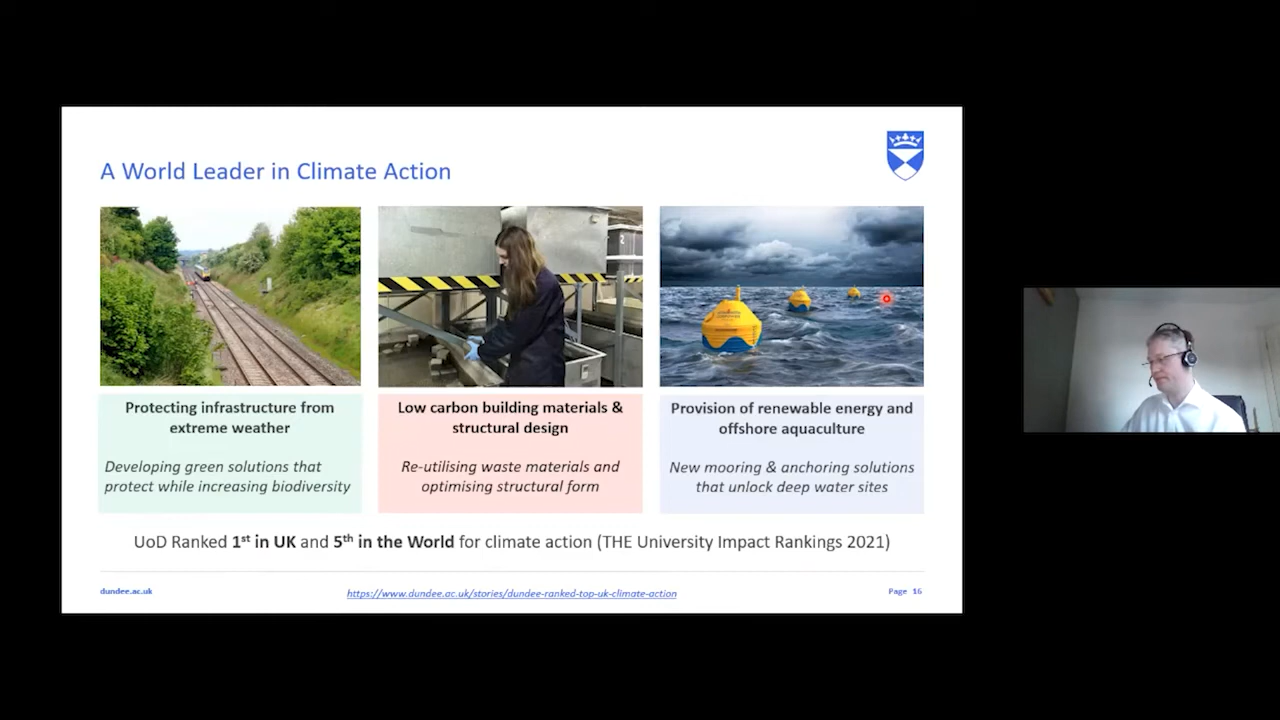 A World Leader in Climate Action
Protecting infrastructure from
extreme weather
Developing green solutions that
protect while increasing biodiversity
Low carbon building materials &
structural design
Re-utilising waste materials and
optimising structural form
Provision of renewable energy and
offshore aquaculture
New mooring & anchoring solutions
that unlock deep water sites
UoD Ranked 1st in UK and 5th in the World for climate action (THE University Impact Rankings 2021)
dundee.ac.uk
https://www.dundee.ac.uk/stories/dundee-ranked-top-uk-climate-action
Page 16